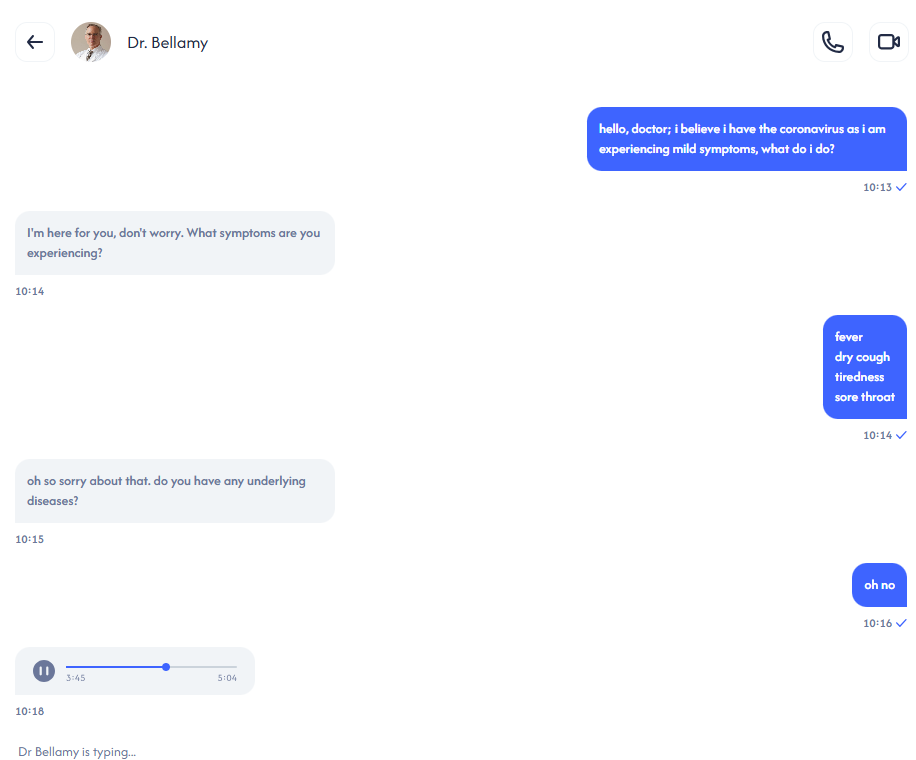 Dr. Bellamy
hello, doctor; i believe i have the coronavirus as i am
experiencing mild symptoms, what do i do?
10:13
I'm here for you, don't worry. What symptoms are you
experiencing?
10:14
fever
dry cough
tiredness
sore throat
10:14
oh so sorry about that. do you have any underlying
diseases?
10:15
oh no
10:16
3:45 5:04
10:18
Dr Bellamy is typing...